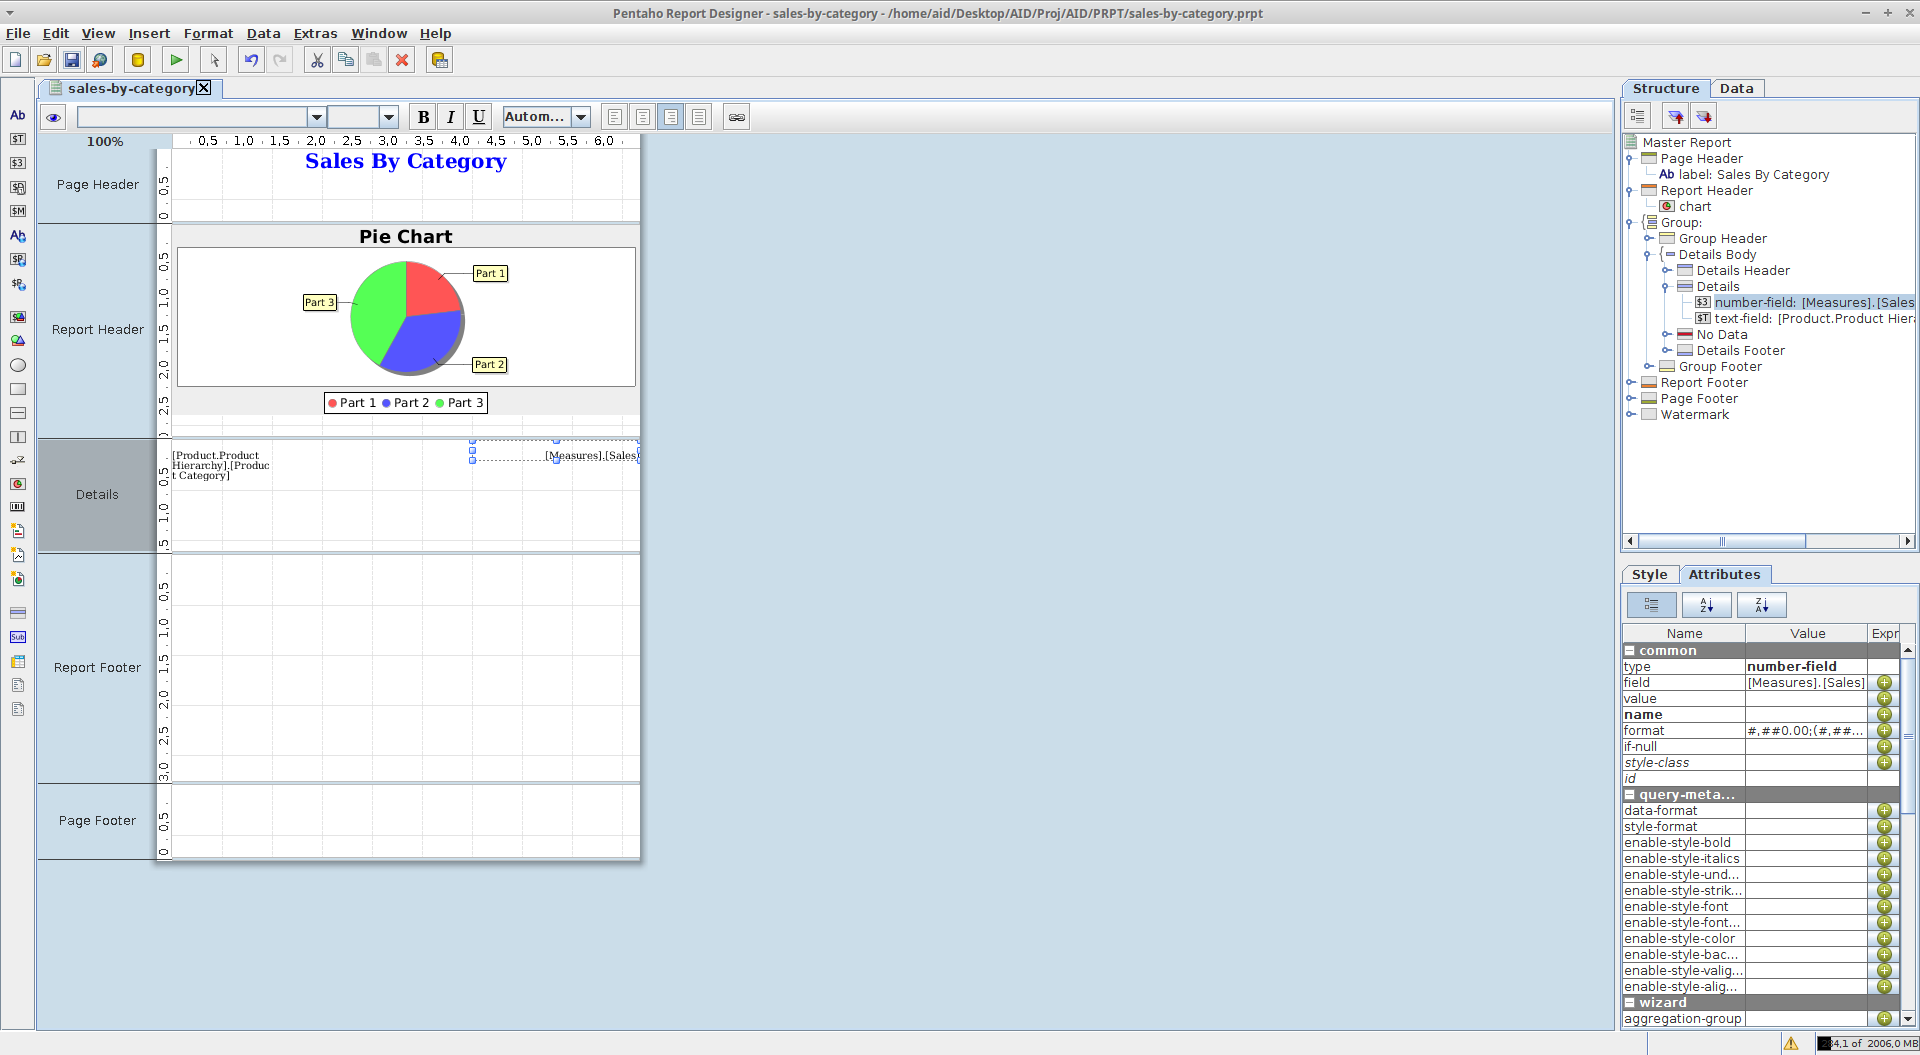 Pentaho Report Designer - sales-by-category - /home/aid/Desktop/AID/Proj/AID/PRPT/sales-by-category.prpt
File Edit View Insert Format Data Extras Window Help
sales-by-category
B I U Autom...
100%
0,5 1,0 1,5 2,0 2,5 3,0 3,5 4,0 4,5 5,0 5,5 6,0
Page Header
Sales By Category
Report Header
Pie Chart
Part 1
Part 3
Part 2
Part 1 Part 2 Part 3
Details
[Product.Product
Hierarchy].[Produc
t Category]
[Measures].[Sales
Report Footer
Page Footer
Structure Data
Master Report
Page Header
Ab label: Sales By Category
Report Header
chart
Group:
Group Header
Details Body
Details Header
Details
$3 number-field: [Measures].[Sales
$T text-field: [Product.Product Hier
No Data
Details Footer
Group Footer
Report Footer
Page Footer
Watermark
Style Attributes
Name Value Expr
common
type number-field
field [Measures].[Sales]
value
name
format #,##0.00;(#,##...
if-null
style-class
id
query-meta...
data-format
style-format
enable-style-bold
enable-style-italics
enable-style-und...
enable-style-strik...
enable-style-font
enable-style-font...
enable-style-color
enable-style-bac...
enable-style-valig...
enable-style-alig...
wizard
aggregation-group
of 2006,0 MB